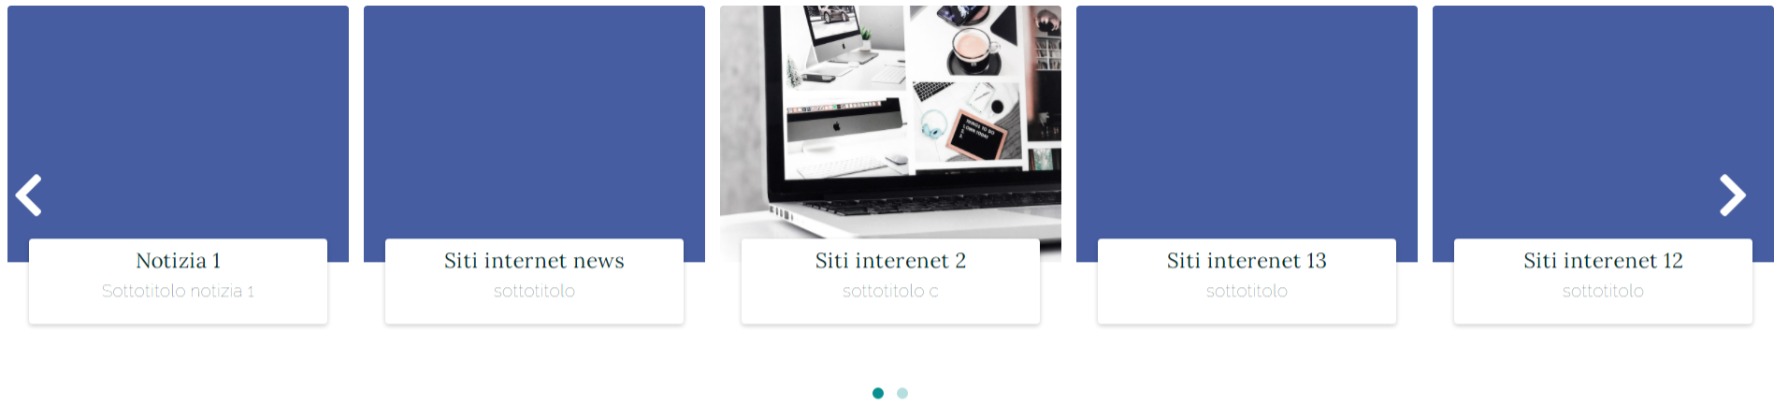 Notizia 1
Sottotitolo notizia 1
Siti internet news
sottotitolo
Siti interenet 2
sottotitolo c
Siti interenet 13
sottotitolo
Siti interenet 12
sottotitolo